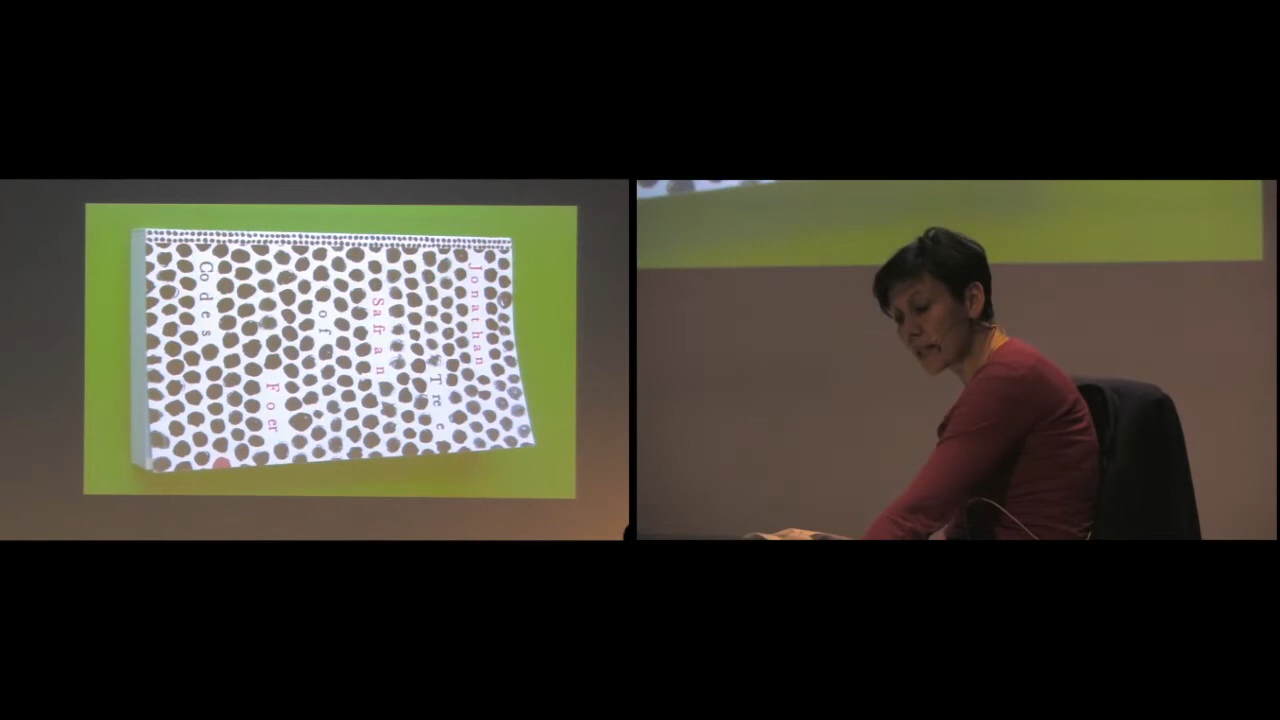 Jonathan
Tree
Safran
of
Foer
Codes